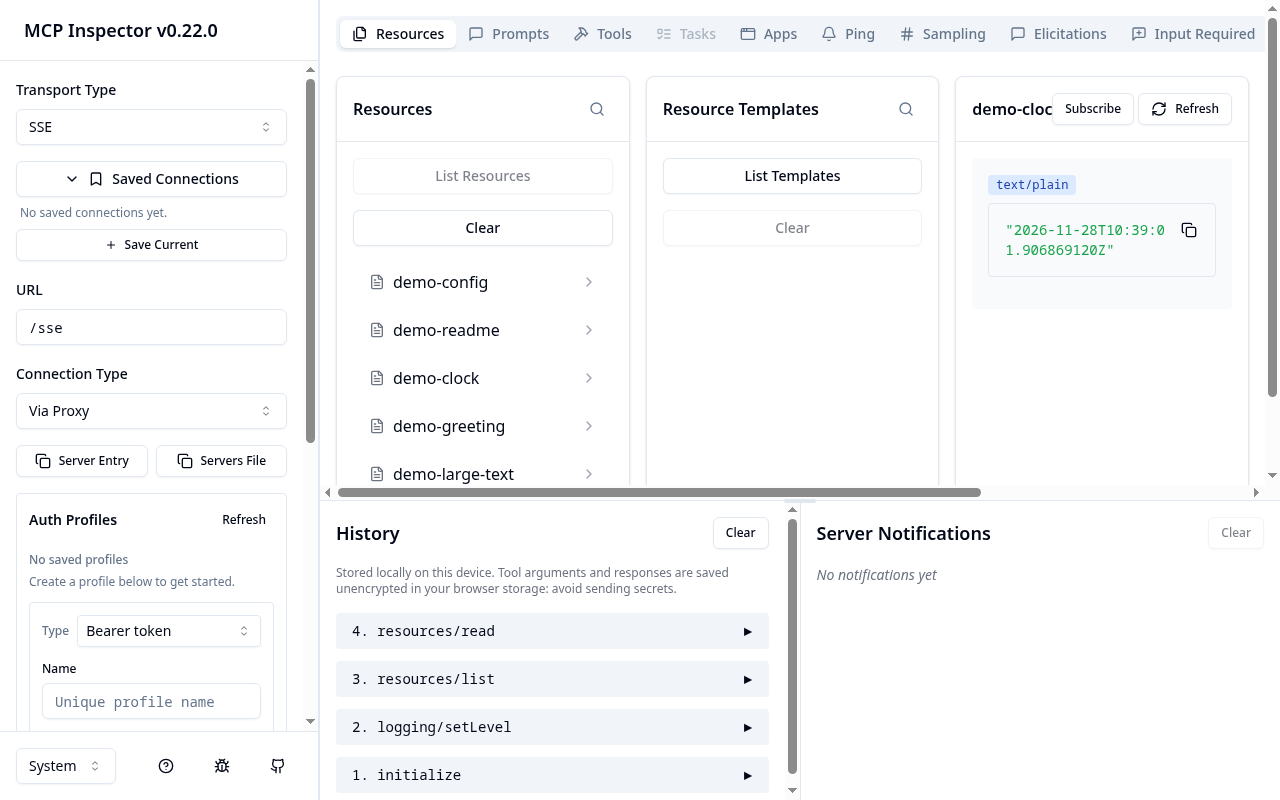 MCP Inspector v0.22.0
Transport Type
SSE
Saved Connections
No saved connections yet.
Save Current
URL
/sse
Connection Type
Via Proxy
Server Entry
Servers File
Auth Profiles
Refresh
No saved profiles
Create a profile below to get started.
Type
Bearer token
Name
Unique profile name
System
Resources
Prompts
Tools
Tasks
Apps
Ping
Sampling
Elicitations
Input Required
Resources
List Resources
Clear
demo-config
demo-readme
demo-clock
demo-greeting
demo-large-text
Resource Templates
List Templates
Clear
demo-cloc
Subscribe
Refresh
text/plain
"2026-11-28T10:39:0
1.906869120Z"
History
Clear
Stored locally on this device. Tool arguments and responses are saved
unencrypted in your browser storage: avoid sending secrets.
4. resources/read
3. resources/list
2. logging/setLevel
1. initialize
Server Notifications
Clear
No notifications yet